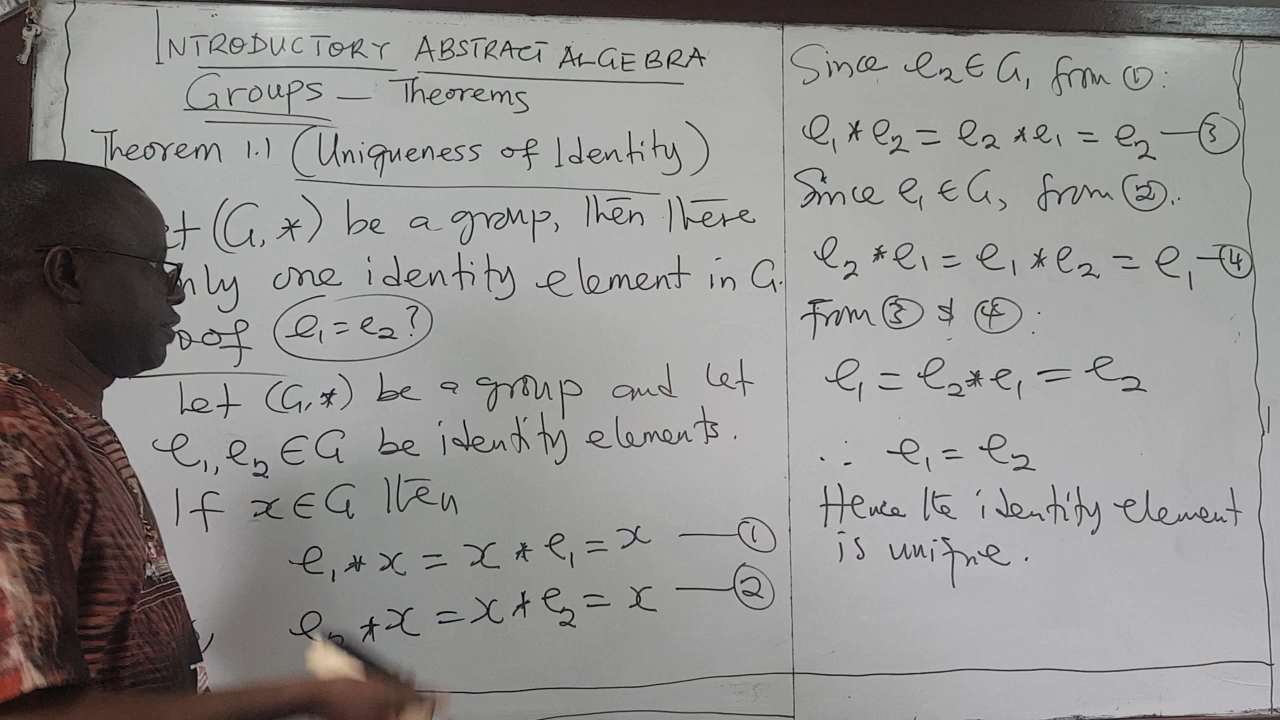 INTRODUCTORY ABSTRACT ALGEBRA
Groups — Theorems
Theorem 1.1 (Uniqueness of Identity)
et (G, *) be a group, then there
nly one identity element in G.
oof e₁ = e₂?
Let (G, *) be a group and let
e₁, e₂ ∈ G be identity elements.
If x ∈ G then
e₁ * x = x * e₁ = x — ①
e₂ * x = x * e₂ = x — ②
Since e₂ ∈ G, from ①:
e₁ * e₂ = e₂ * e₁ = e₂ — ③
Since e₁ ∈ G, from ②..
e₂ * e₁ = e₁ * e₂ = e₁ — ④
From ③ & ④:
e₁ = e₂ * e₁ = e₂
∴ e₁ = e₂
Hence the identity element
is unique.